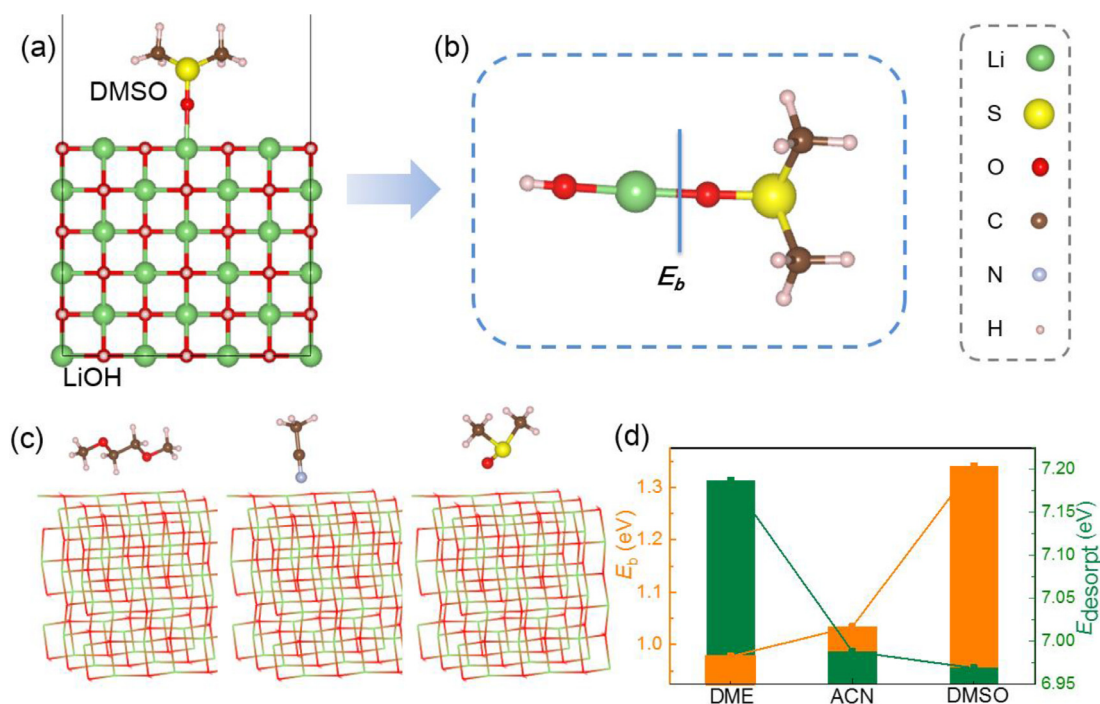 (a)
DMSO
LiOH
(b)
E_b
Li
S
O
C
N
H
(c)
(d)
E_b (eV)
1.3
1.2
1.1
1.0
7.20
7.15
7.10
7.05
7.00
6.95
E_desorpt (eV)
DME ACN DMSO